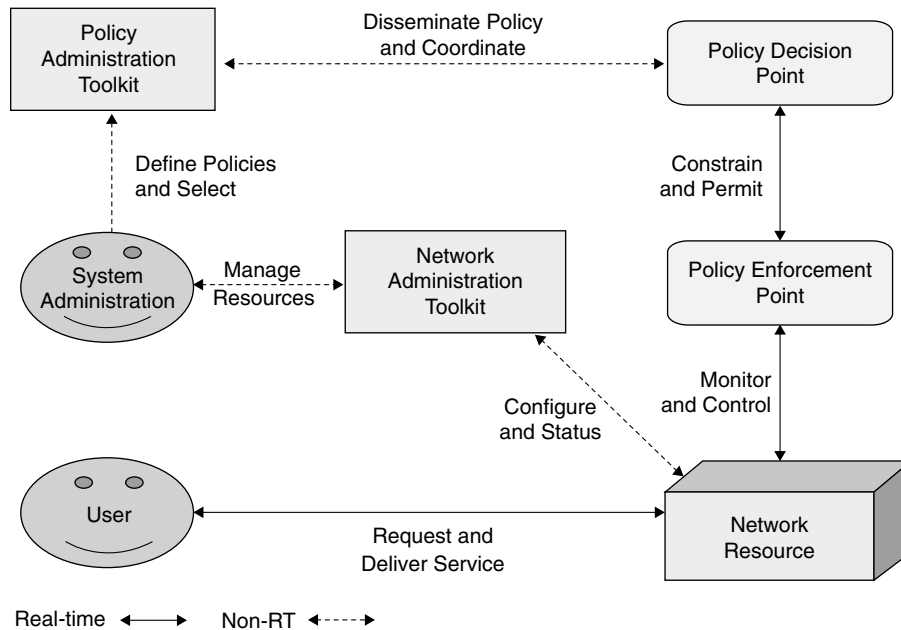 Policy
Administration
Toolkit
Disseminate Policy
and Coordinate
Policy Decision
Point
Define Policies
and Select
Constrain
and Permit
System
Administration
Manage
Resources
Network
Administration
Toolkit
Policy Enforcement
Point
Configure
and Status
Monitor
and Control
User
Request and
Deliver Service
Network
Resource
Real-time
Non-RT